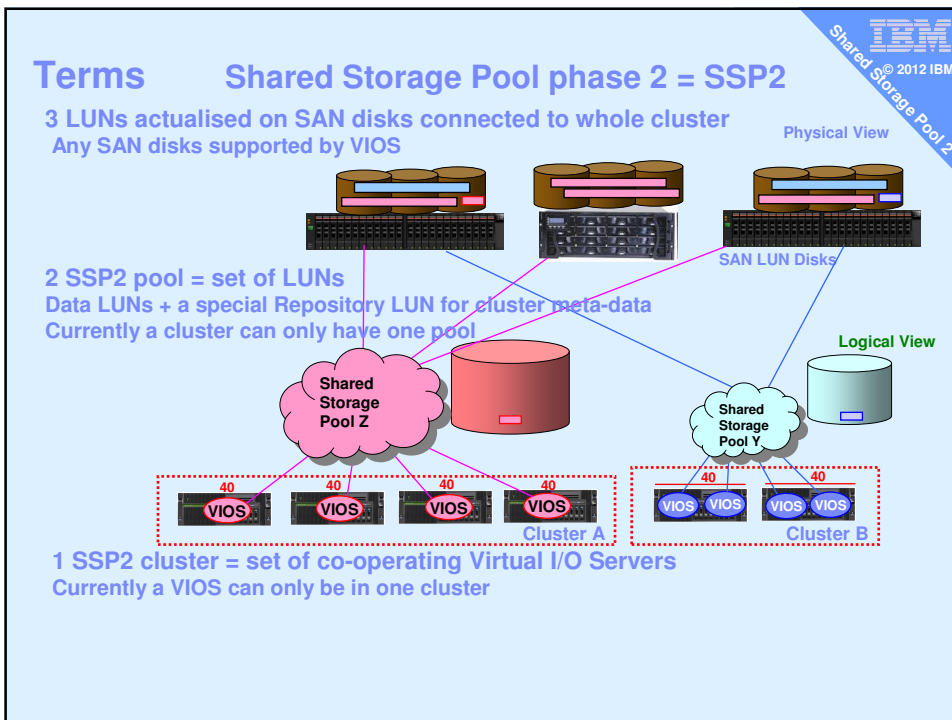 IBM
© 2012 IBM
Shared Storage Pool 2
Terms Shared Storage Pool phase 2 = SSP2
3 LUNs actualised on SAN disks connected to whole cluster
Any SAN disks supported by VIOS
Physical View
SAN LUN Disks
2 SSP2 pool = set of LUNs
Data LUNs + a special Repository LUN for cluster meta-data
Currently a cluster can only have one pool
Logical View
Shared
Storage
Pool Z
Shared
Storage
Pool Y
40 40 40 40 40 40
VIOS VIOS VIOS VIOS VIOS VIOS VIOS VIOS
Cluster A Cluster B
1 SSP2 cluster = set of co-operating Virtual I/O Servers
Currently a VIOS can only be in one cluster